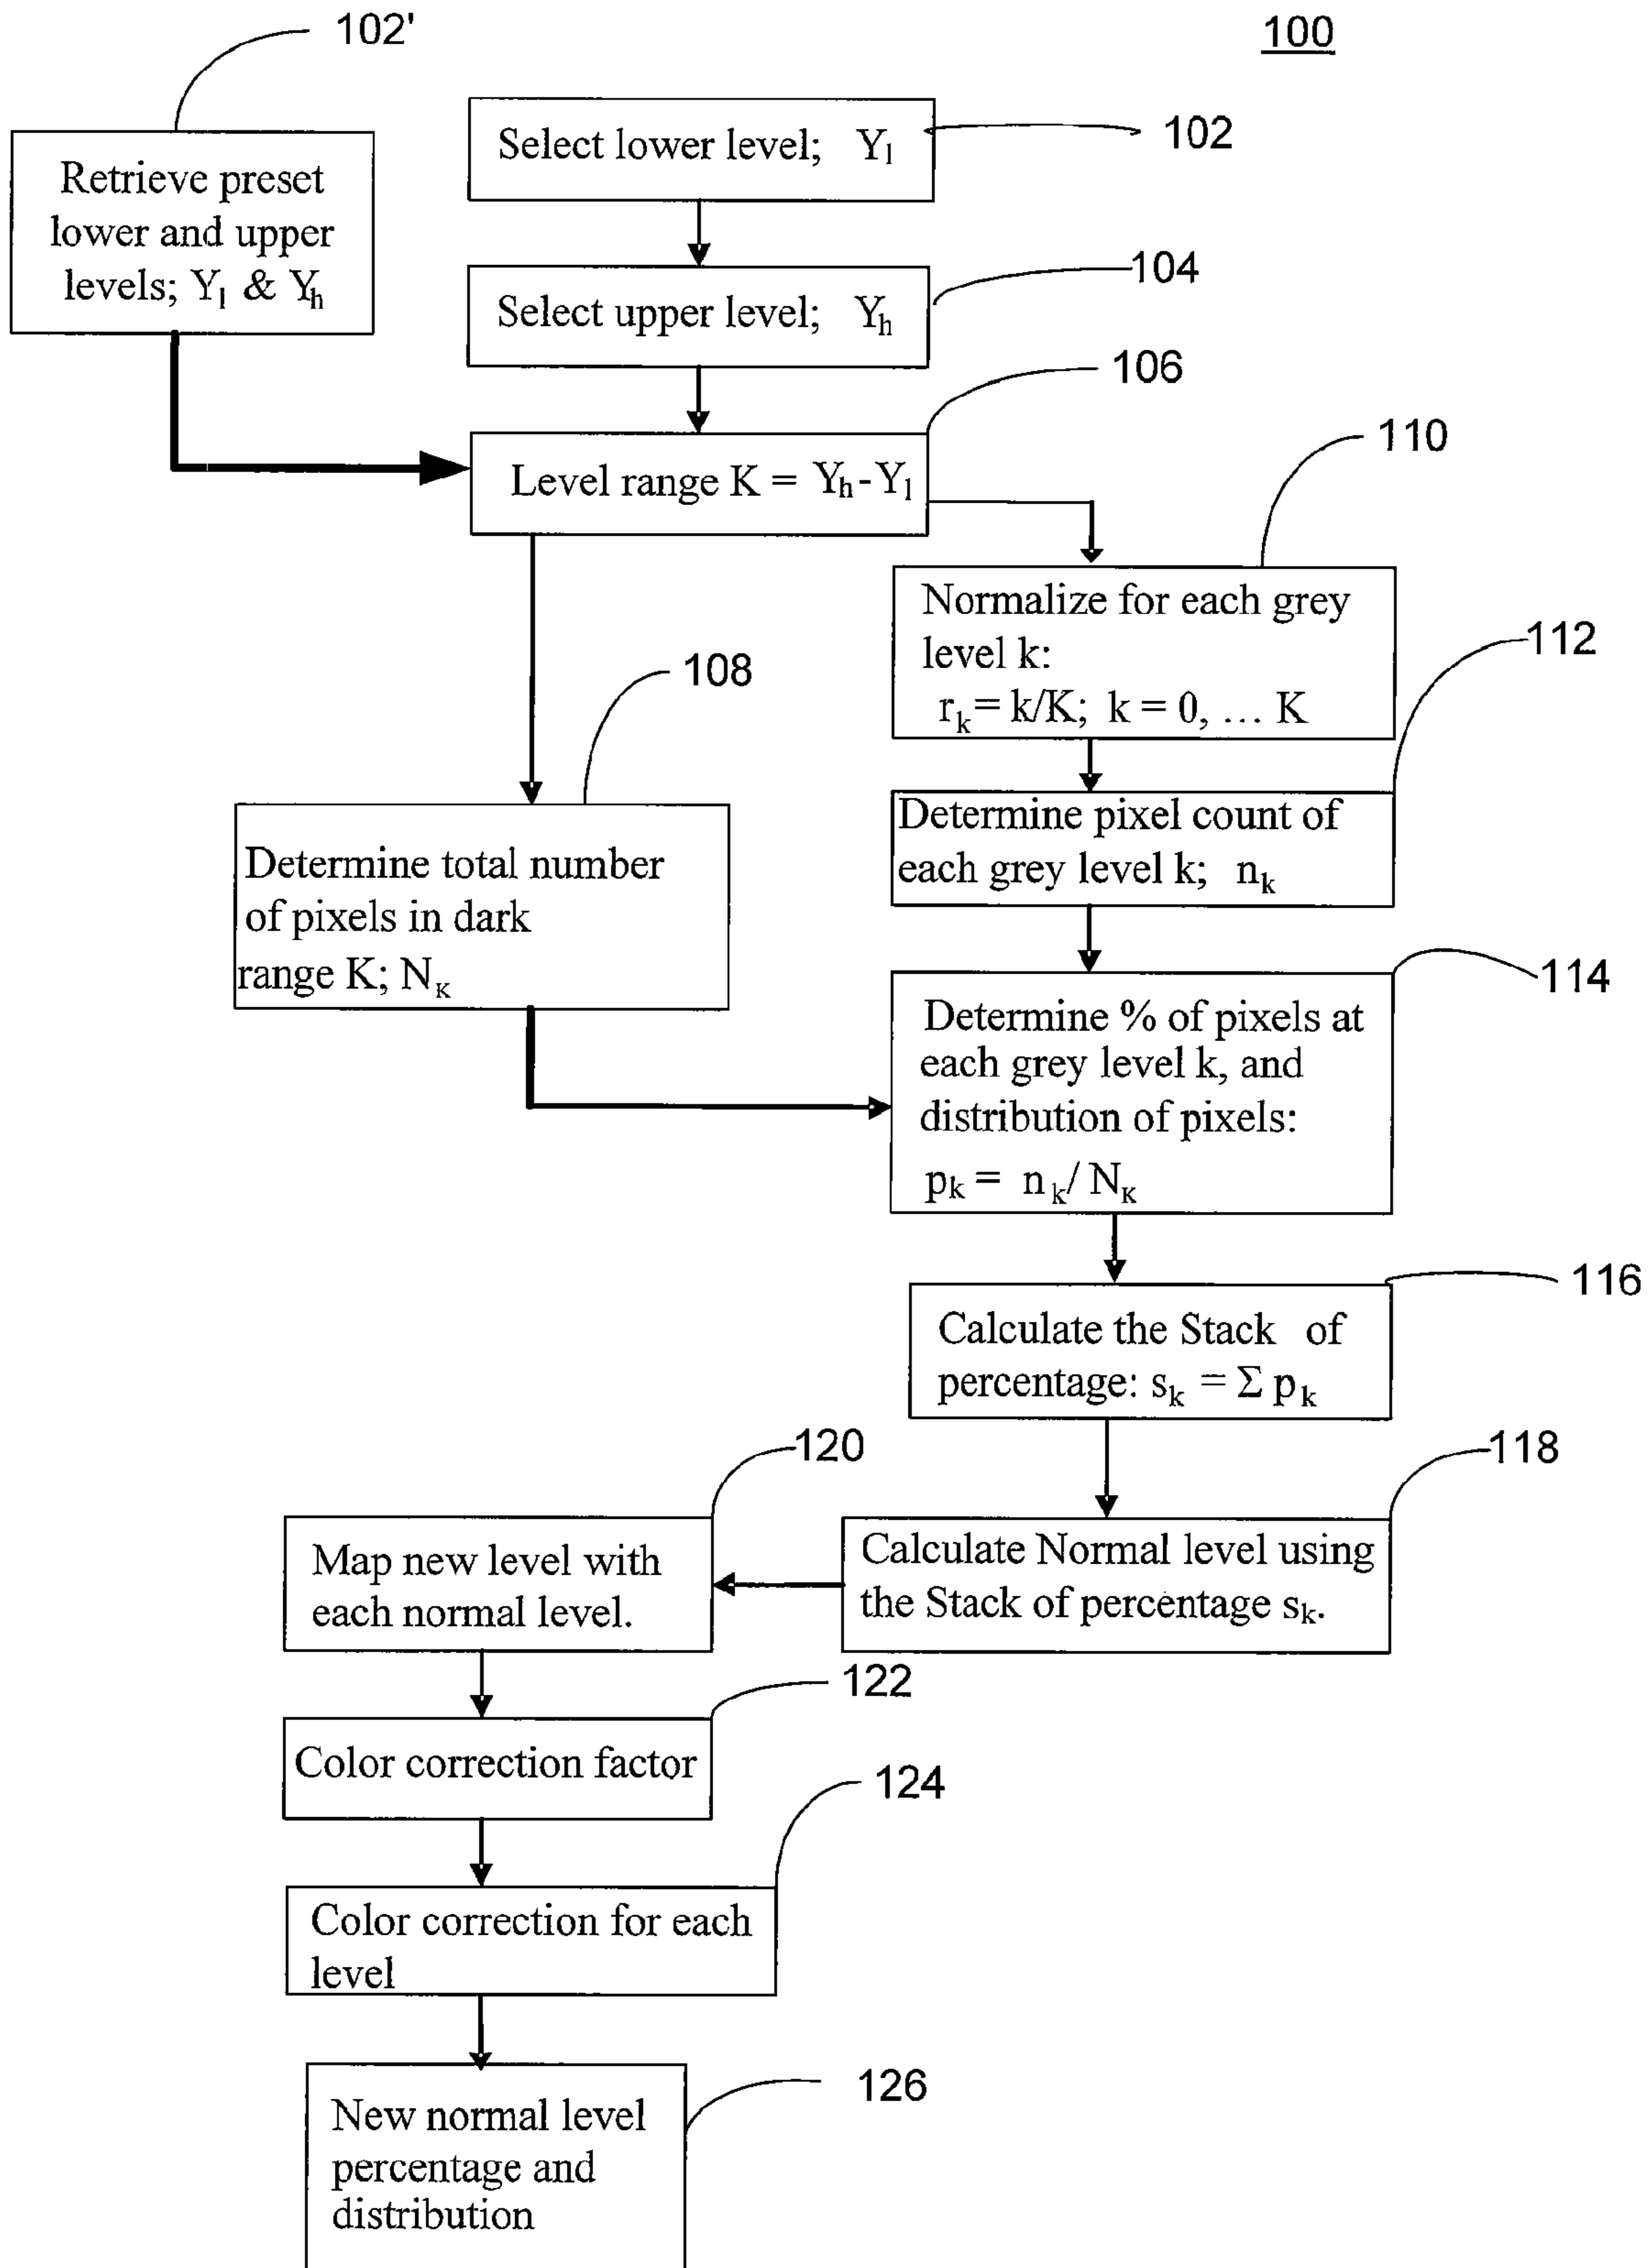 102'
100
Select lower level; Yl
102
Retrieve preset
lower and upper
levels; Yl & Yh
104
Select upper level; Yh
106
110
Level range K = Yh-Yl
Normalize for each grey
level k:
rk= k/K; k = 0, ... K
112
108
Determine pixel count of
each grey level k; nk
Determine total number
of pixels in dark
range K; NK
114
Determine % of pixels at
each grey level k, and
distribution of pixels:
pk = nk/ NK
116
Calculate the Stack of
percentage: sk = Σ pk
120
118
Calculate Normal level using
the Stack of percentage sk.
Map new level with
each normal level.
122
Color correction factor
124
Color correction for each
level
126
New normal level
percentage and
distribution